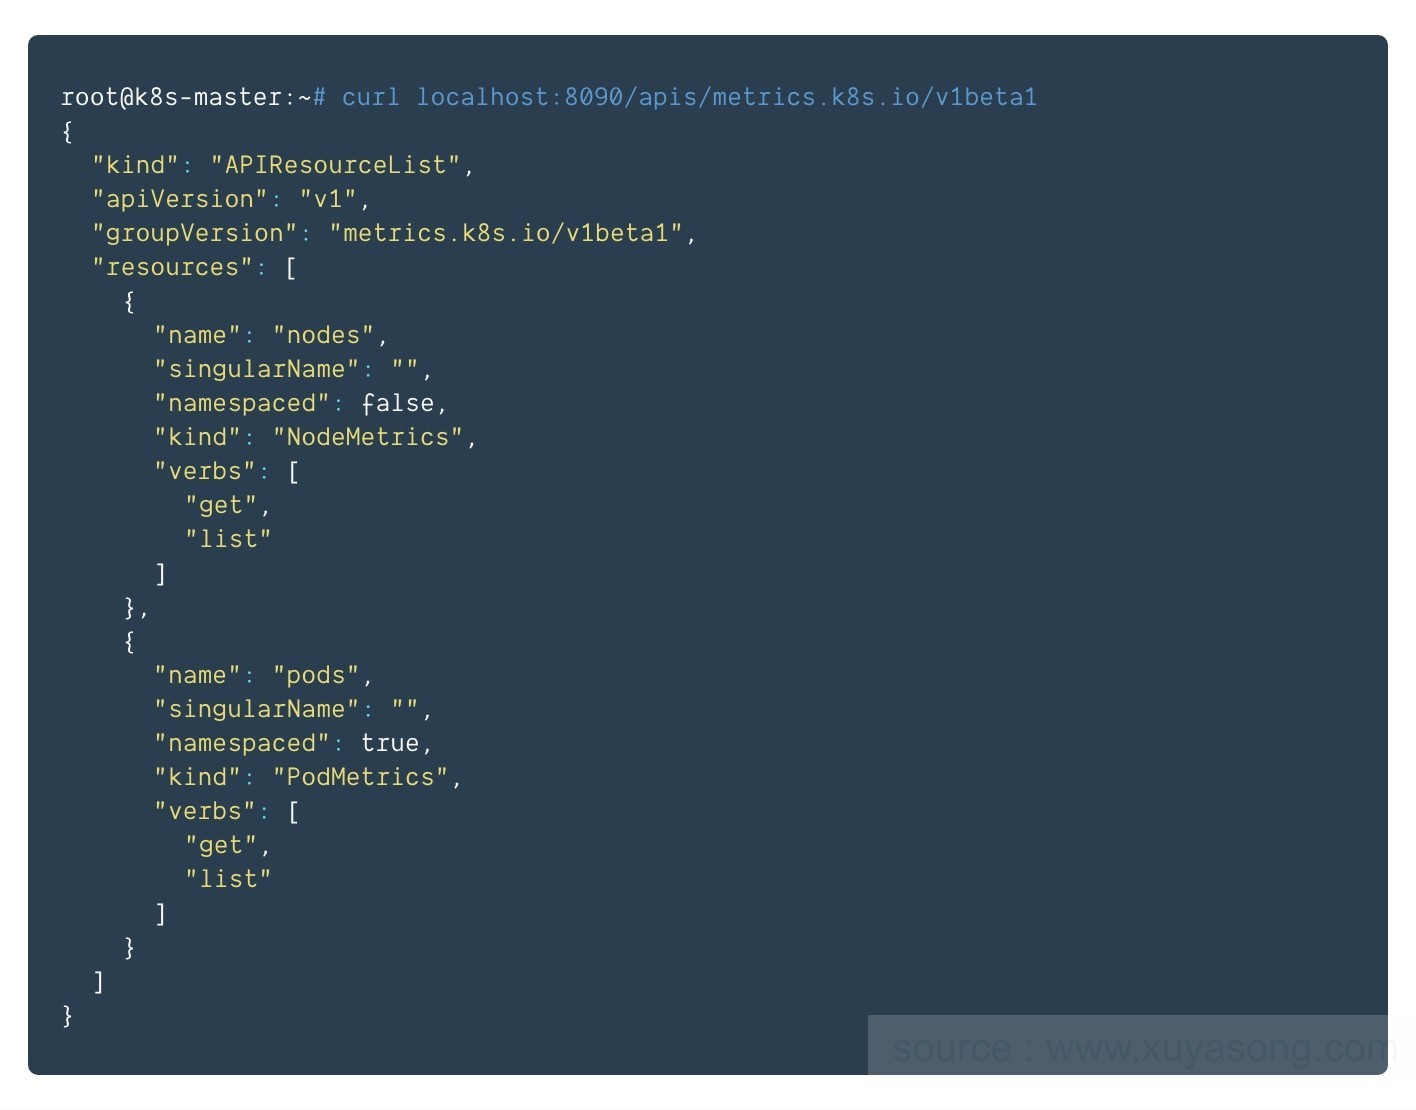 root@k8s-master:~# curl localhost:8090/apis/metrics.k8s.io/v1beta1
{
  "kind": "APIResourceList",
  "apiVersion": "v1",
  "groupVersion": "metrics.k8s.io/v1beta1",
  "resources": [
    {
      "name": "nodes",
      "singularName": "",
      "namespaced": false,
      "kind": "NodeMetrics",
      "verbs": [
        "get",
        "list"
      ]
    },
    {
      "name": "pods",
      "singularName": "",
      "namespaced": true,
      "kind": "PodMetrics",
      "verbs": [
        "get",
        "list"
      ]
    }
  ]
}
source : www.xuyasong.com